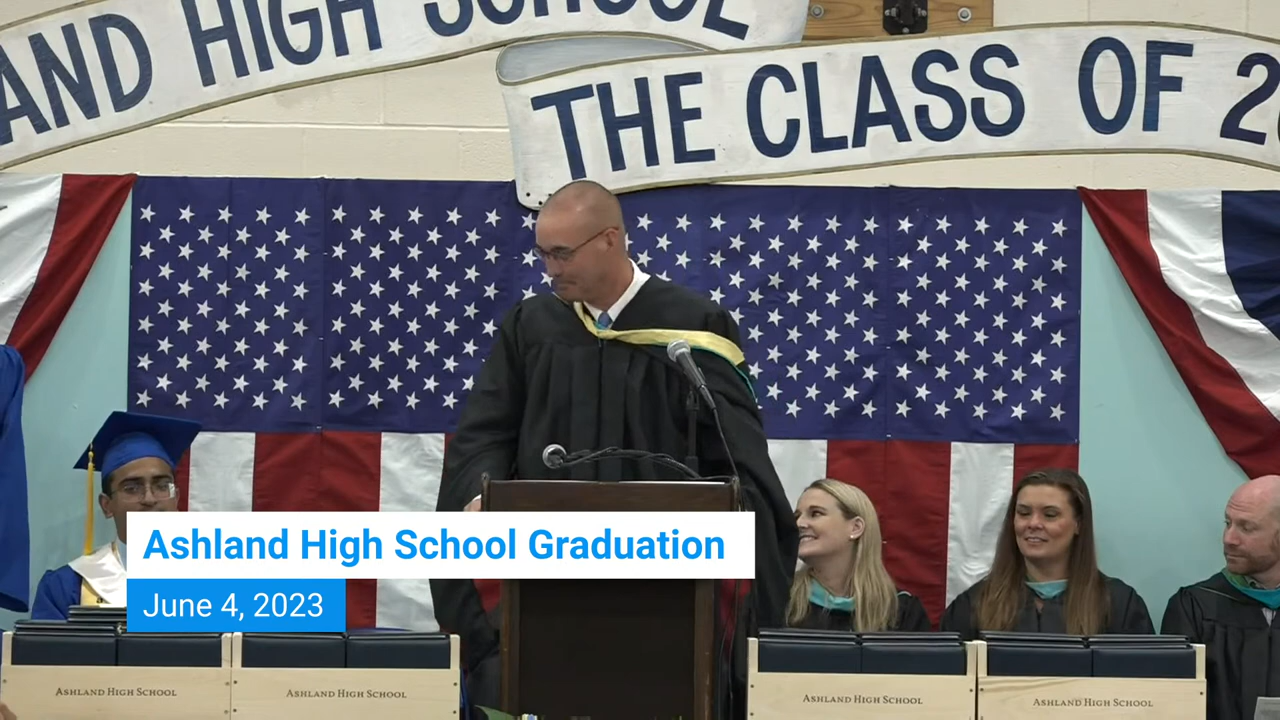 AND HIGH SCHOOL
THE CLASS OF 2
Ashland High School Graduation
June 4, 2023
ASHLAND HIGH SCHOOL
ASHLAND HIGH SCHOOL
ASHLAND HIGH SCHOOL
ASHLAND HIGH SCHOOL